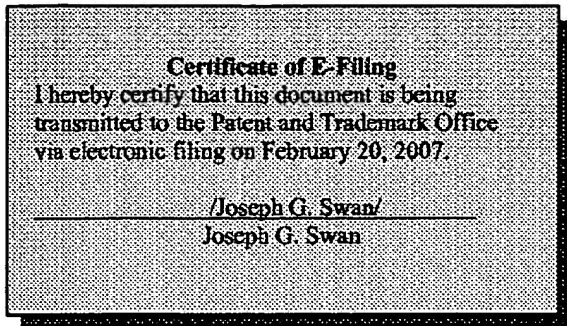 Certificate of E-Filing
I hereby certify that this document is being
transmitted to the Patent and Trademark Office
via electronic filing on February 20, 2007.
/Joseph G. Swan/
Joseph G. Swan